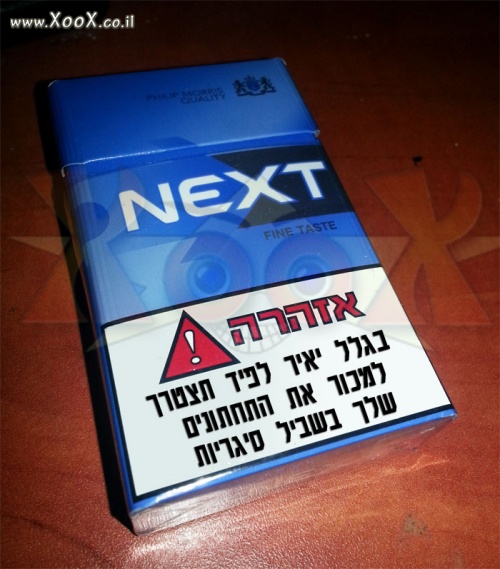 www.XooX.co.il
PHILIP MORRIS
QUALITY
NEXT
FINE TASTE
XooX
אזהרה
!
בגלל יאיר לפיד תצטרך
למכור את התחתונים
שלך בשביל סיגריות